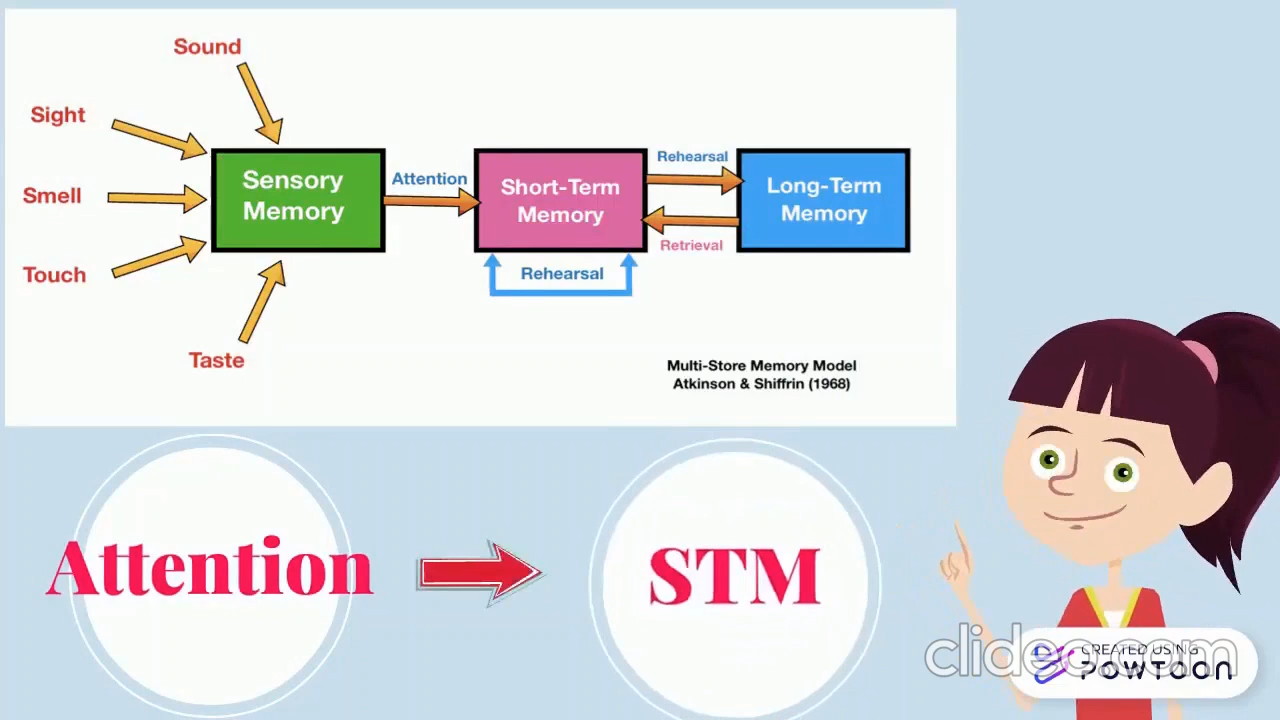 Sound
Sight
Smell
Touch
Taste
Sensory
Memory
Attention
Short-Term
Memory
Rehearsal
Rehearsal
Retrieval
Long-Term
Memory
Multi-Store Memory Model
Atkinson & Shiffrin (1968)
Attention
STM
clideo.com
CREATED USING
POWTOON